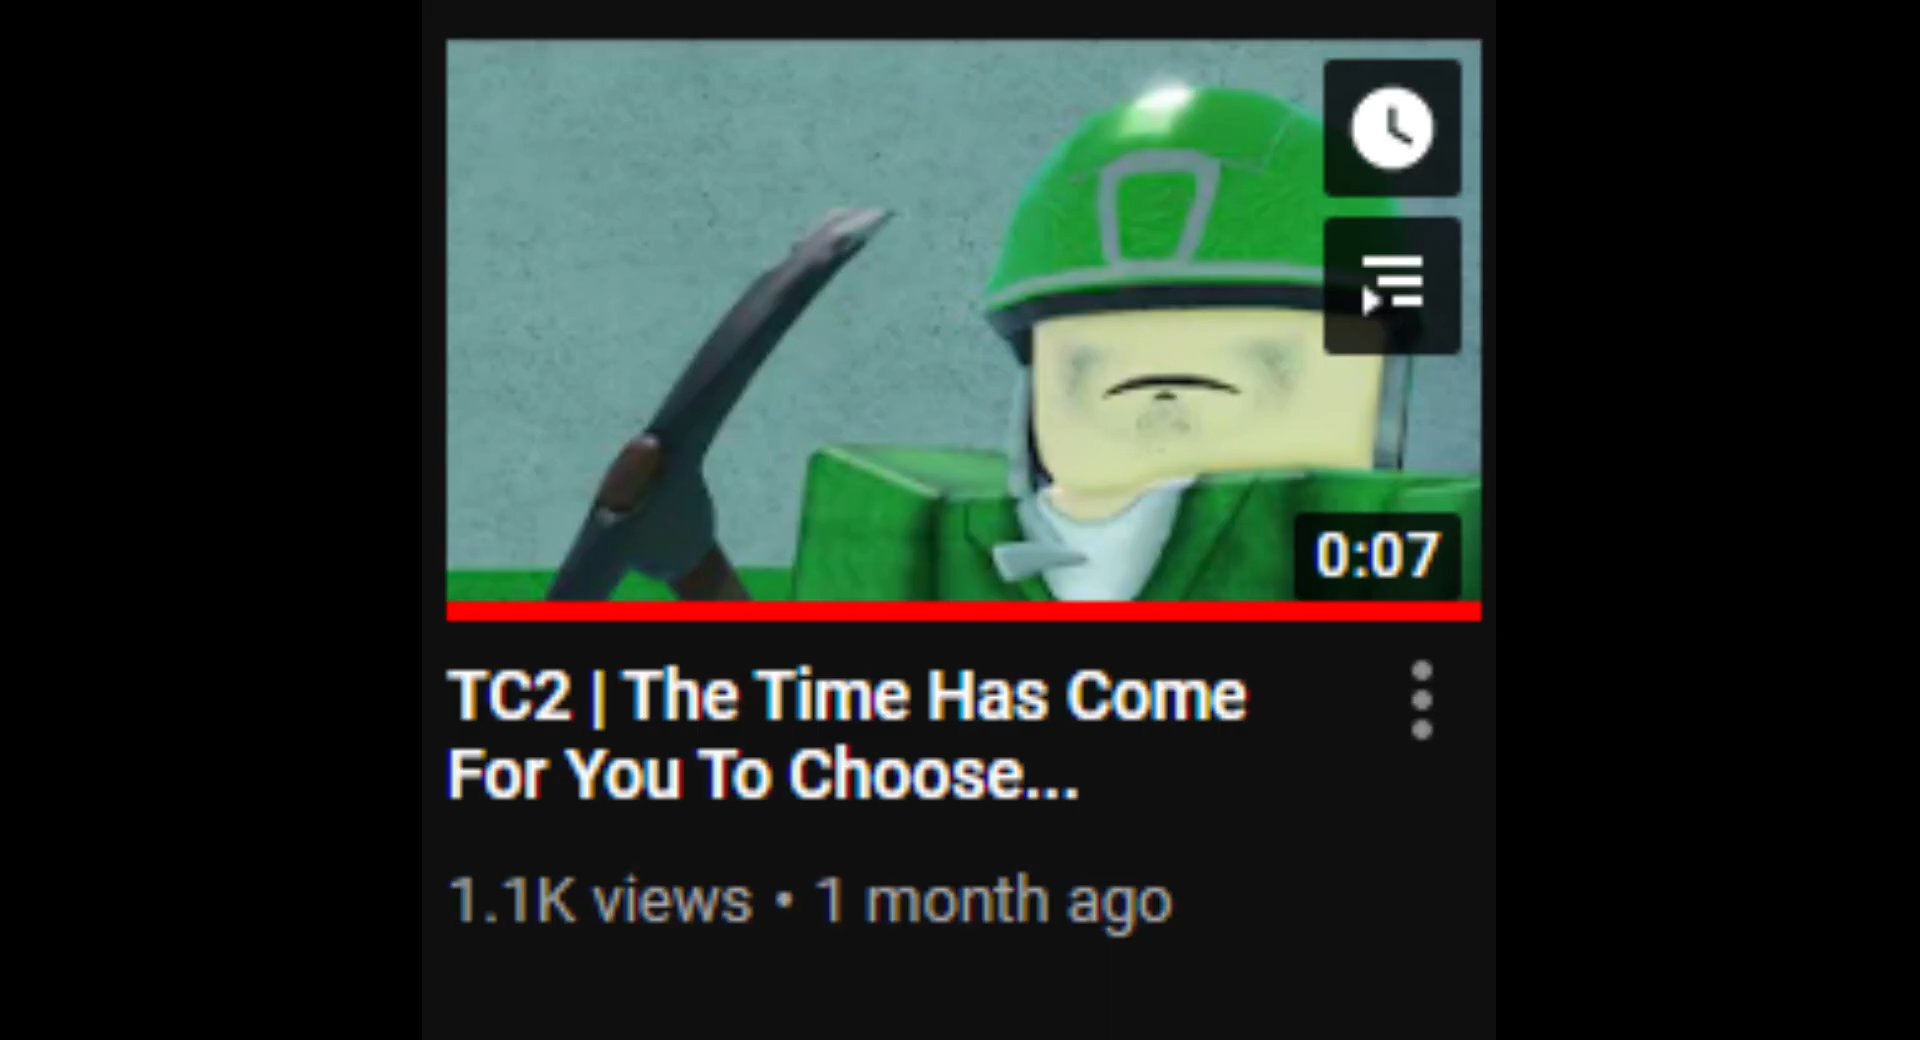 0:07
TC2 | The Time Has Come
For You To Choose...
1.1K views • 1 month ago